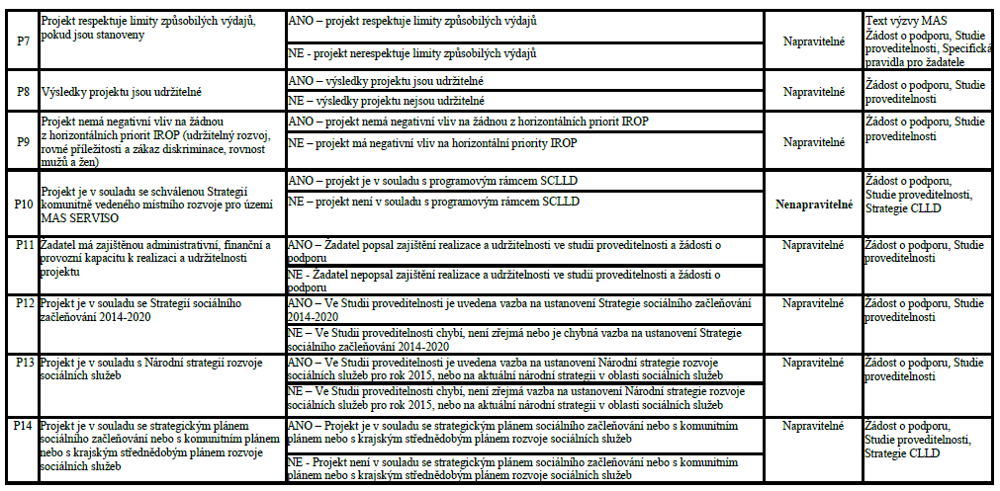 P7
Projekt respektuje limity způsobilých výdajů,
pokud jsou stanoveny
ANO – projekt respektuje limity způsobilých výdajů
NE - projekt nerespektuje limity způsobilých výdajů
Napravitelné
Text výzvy MAS
Žádost o podporu, Studie
proveditelnosti, Specifická
pravidla pro žadatele
P8
Výsledky projektu jsou udržitelné
ANO – výsledky projektu jsou udržitelné
NE – výsledky projektu nejsou udržitelné
Napravitelné
Žádost o podporu, Studie
proveditelnosti
P9
Projekt nemá negativní vliv na žádnou
z horizontálních priorit IROP (udržitelný rozvoj,
rovné příležitosti a zákaz diskriminace, rovnost
mužů a žen)
ANO – projekt nemá negativní vliv na žádnou z horizontálních priorit IROP
NE – projekt má negativní vliv na horizontální priority IROP
Napravitelné
Žádost o podporu, Studie
proveditelnosti
P10
Projekt je v souladu se schválenou Strategií
komunitně vedeného místního rozvoje pro území
MAS SERVISO
ANO – projekt je v souladu s programovým rámcem SCLLD
NE – projekt není v souladu s programovým rámcem SCLLD
Nenapravitelné
Žádost o podporu,
Studie proveditelnosti,
Strategie CLLD
P11
Žadatel má zajištěnou administrativní, finanční a
provozní kapacitu k realizaci a udržitelnosti
projektu
ANO – Žadatel popsal zajištění realizace a udržitelnosti ve studii proveditelnosti a žádosti o
podporu
NE - Žadatel nepopsal zajištění realizace a udržitelnosti ve studii proveditelnosti a žádosti o
podporu
Napravitelné
Žádost o podporu, Studie
proveditelnosti
P12
Projekt je v souladu se Strategií sociálního
začleňování 2014-2020
ANO – Ve Studii proveditelnosti je uvedena vazba na ustanovení Strategie sociálního začleňování
2014-2020
NE – Ve Studii proveditelnosti chybí, není zřejmá nebo je chybná vazba na ustanovení Strategie
sociálního začleňování 2014-2020
Napravitelné
Žádost o podporu, Studie
proveditelnosti
P13
Projekt je v souladu s Národní strategií rozvoje
sociálních služeb
ANO – Ve Studii proveditelnosti je uvedena vazba na ustanovení Národní strategie rozvoje
sociálních služeb pro rok 2015, nebo na aktuální národní strategii v oblasti sociálních služeb
NE – Ve Studii proveditelnosti chybí, není zřejmá vazba na ustanovení Národní strategie rozvoje
sociálních služeb pro rok 2015, nebo na aktuální národní strategii v oblasti sociálních služeb
Napravitelné
Žádost o podporu, Studie
proveditelnosti
P14
Projekt je v souladu se strategickým plánem
sociálního začleňování nebo s komunitním plánem
nebo s krajským střednědobým plánem rozvoje
sociálních služeb
ANO – Projekt je v souladu se strategickým plánem sociálního začleňování nebo s komunitním
plánem nebo s krajským střednědobým plánem rozvoje sociálních služeb
NE - Projekt není v souladu se strategickým plánem sociálního začleňování nebo s komunitním
plánem nebo s krajským střednědobým plánem rozvoje sociálních služeb
Napravitelné
Žádost o podporu,
Studie proveditelnosti,
Strategie CLLD